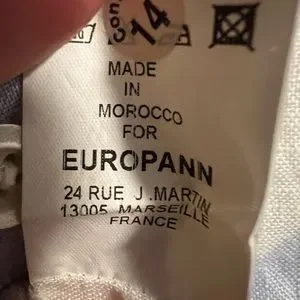 14
MADE
IN
MOROCCO
FOR
EUROPANN
24 RUE J.MARTIN
13005 MARSEILLE
FRANCE